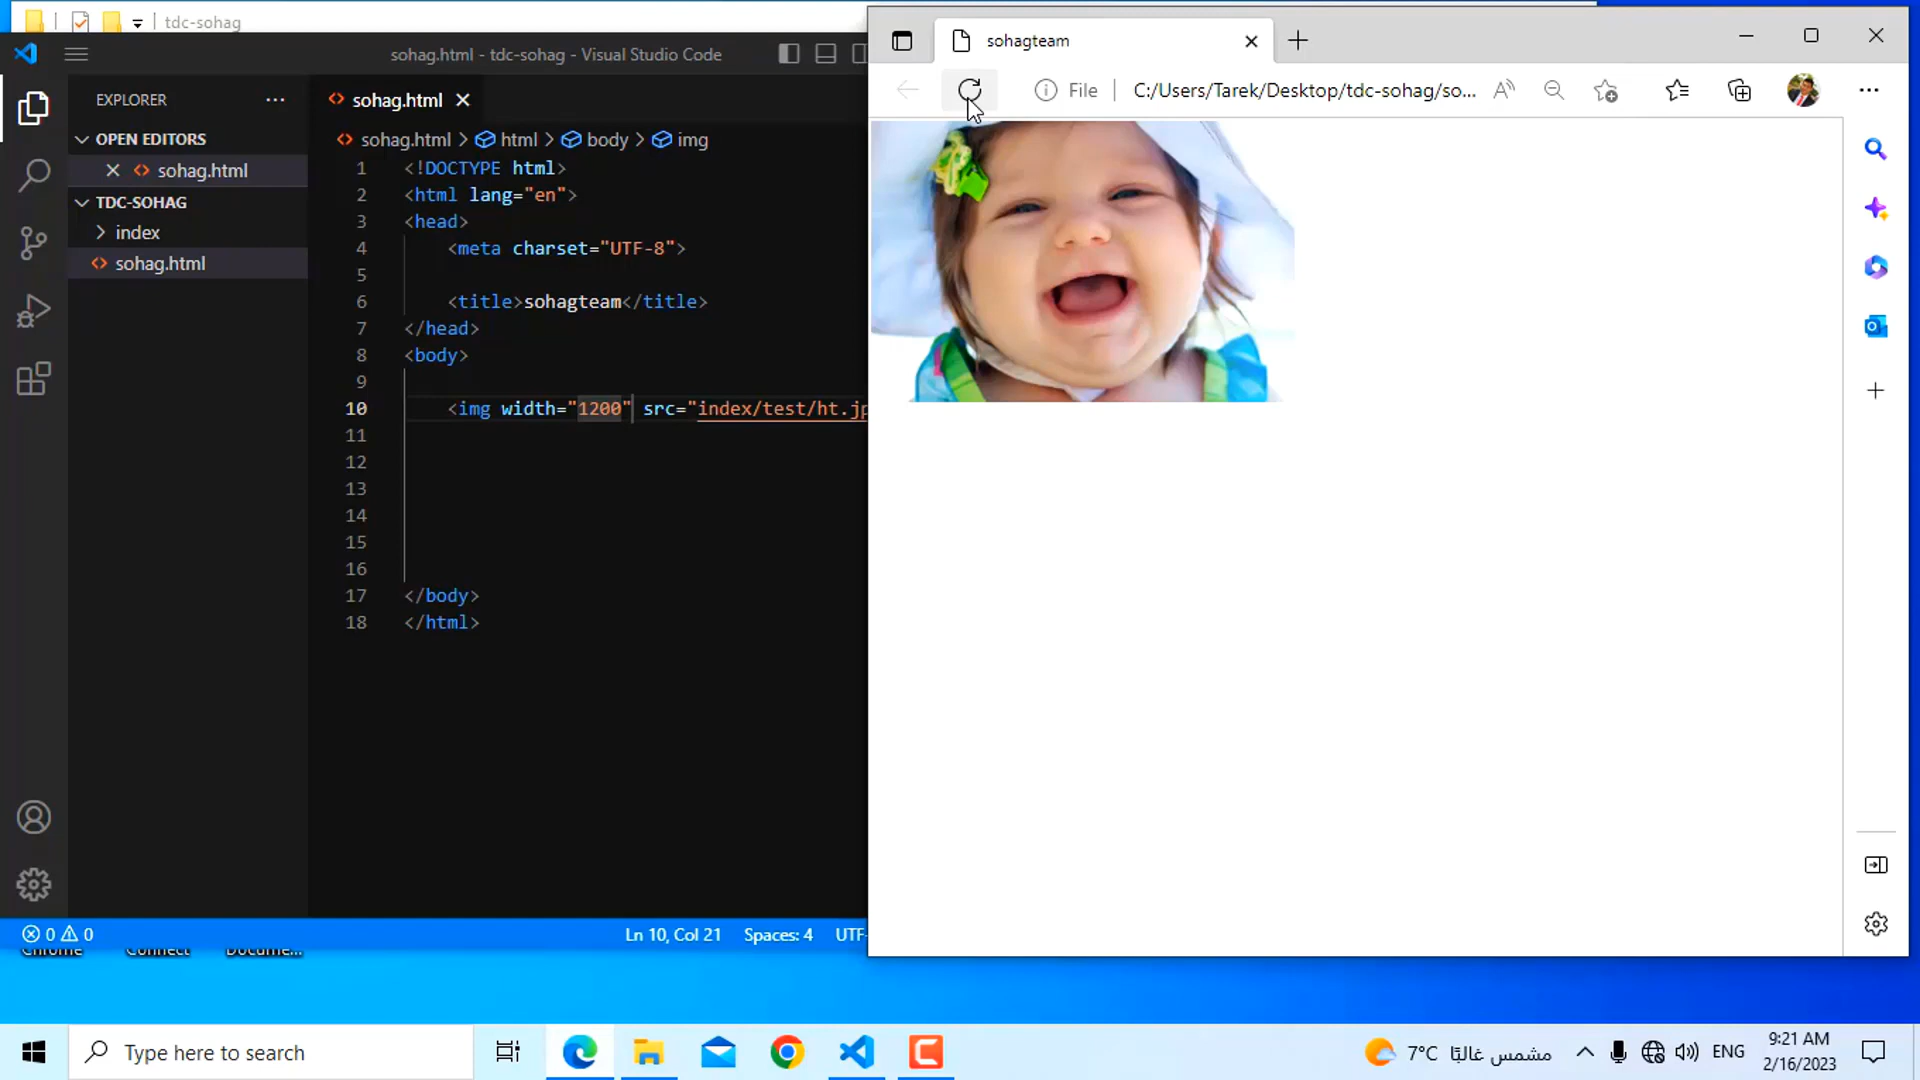 tdc-sohag
sohag.html - tdc-sohag - Visual Studio Code
EXPLORER
OPEN EDITORS
sohag.html
TDC-SOHAG
index
sohag.html
sohag.html
sohag.html > html > body > img
1 <!DOCTYPE html>
2 <html lang="en">
3 <head>
4 <meta charset="UTF-8">
5
6 <title>sohagteam</title>
7 </head>
8 <body>
9
10 <img width="1200" src="index/test/ht.jp
11
12
13
14
15
16
17 </body>
18 </html>
0 0
Ln 10, Col 21 Spaces: 4 UTF-
sohagteam
File C:/Users/Tarek/Desktop/tdc-sohag/so...
Chrome Connect Docume...
Type here to search
7°C مشمس غالبًا
ENG
9:21 AM
2/16/2023